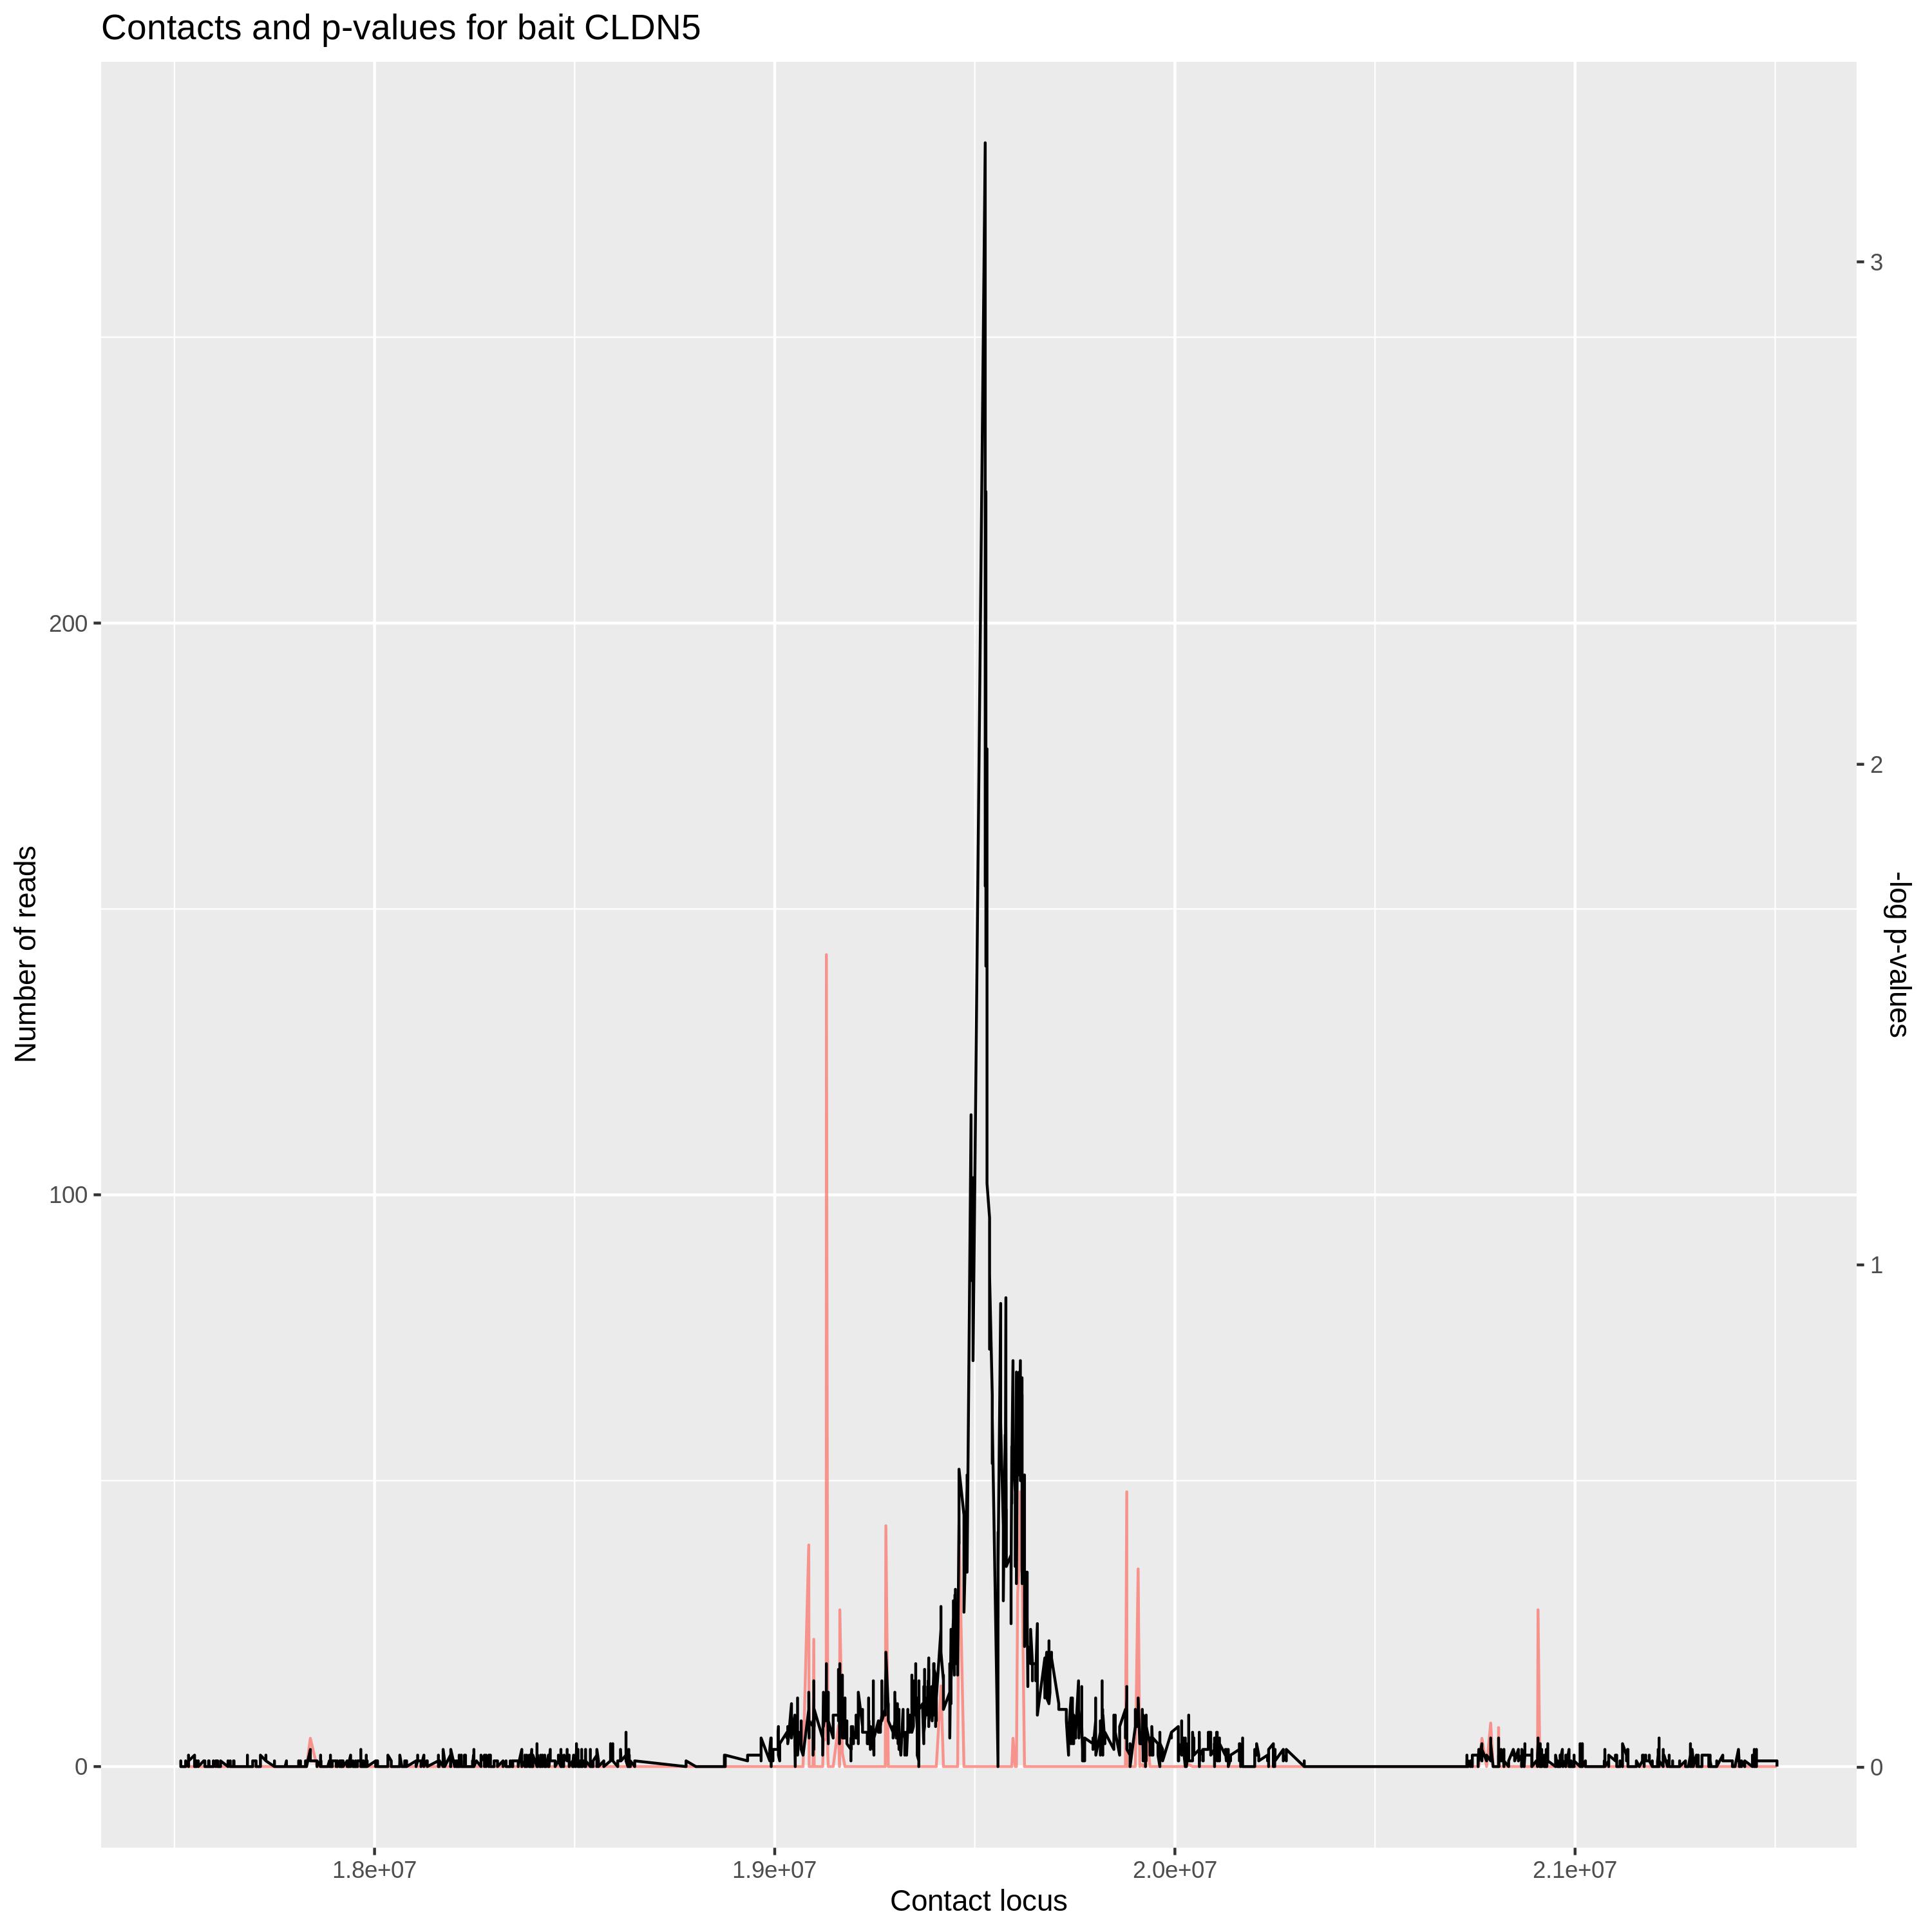 Contacts and p-values for bait CLDN5
Number of reads
200
100
0
3
2
1
0
-log p-values
1.8e+07
1.9e+07
2.0e+07
2.1e+07
Contact locus